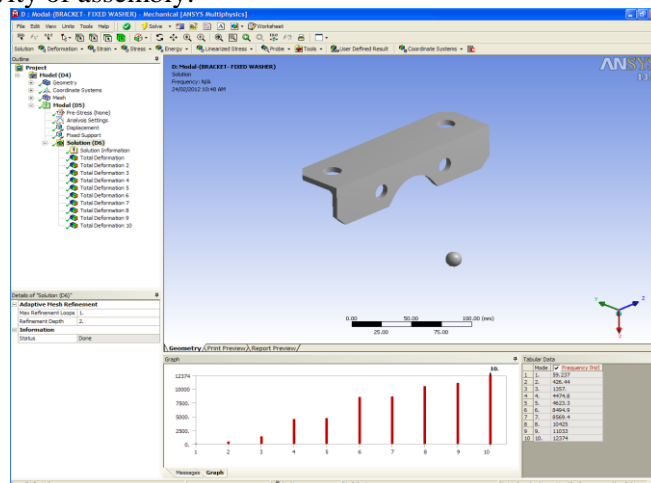 ty of assembly.
D : Modal-(BRACKET- FIXED WASHER) - Mechanical [ANSYS Multiphysics]
File Edit View Units Tools Help Solve Worksheet
Solution Deformation Strain Stress Energy Linearized Stress Probe Tools User Defined Result Coordinate Systems
Outline
Project
Model (D4)
Geometry
Coordinate Systems
Mesh
Modal (D5)
Pre-Stress (None)
Analysis Settings
Displacement
Fixed Support
Solution (D6)
Solution Information
Total Deformation
Total Deformation 2
Total Deformation 3
Total Deformation 4
Total Deformation 5
Total Deformation 6
Total Deformation 7
Total Deformation 8
Total Deformation 9
Total Deformation 10
D: Modal-(BRACKET- FIXED WASHER)
Solution
Frequency: N/A
24/02/2012 10:48 AM
ANSYS
0.00 50.00 100.00 (mm)
25.00 75.00
Details of "Solution (D6)"
Adaptive Mesh Refinement
Max Refinement Loops 1.
Refinement Depth 2.
Information
Status Done
Geometry Print Preview Report Preview
Graph
12374
10000
7500.
5000.
2500.
0.
1 2 3 4 5 6 7 8 9 10
10.
Messages Graph
Tabular Data
Mode Frequency [Hz]
1 1. 59.237
2 2. 426.44
3 3. 1357.
4 4. 4474.8
5 5. 4623.3
6 6. 8494.9
7 7. 8569.4
8 8. 10425
9 9. 11033
10 10. 12374